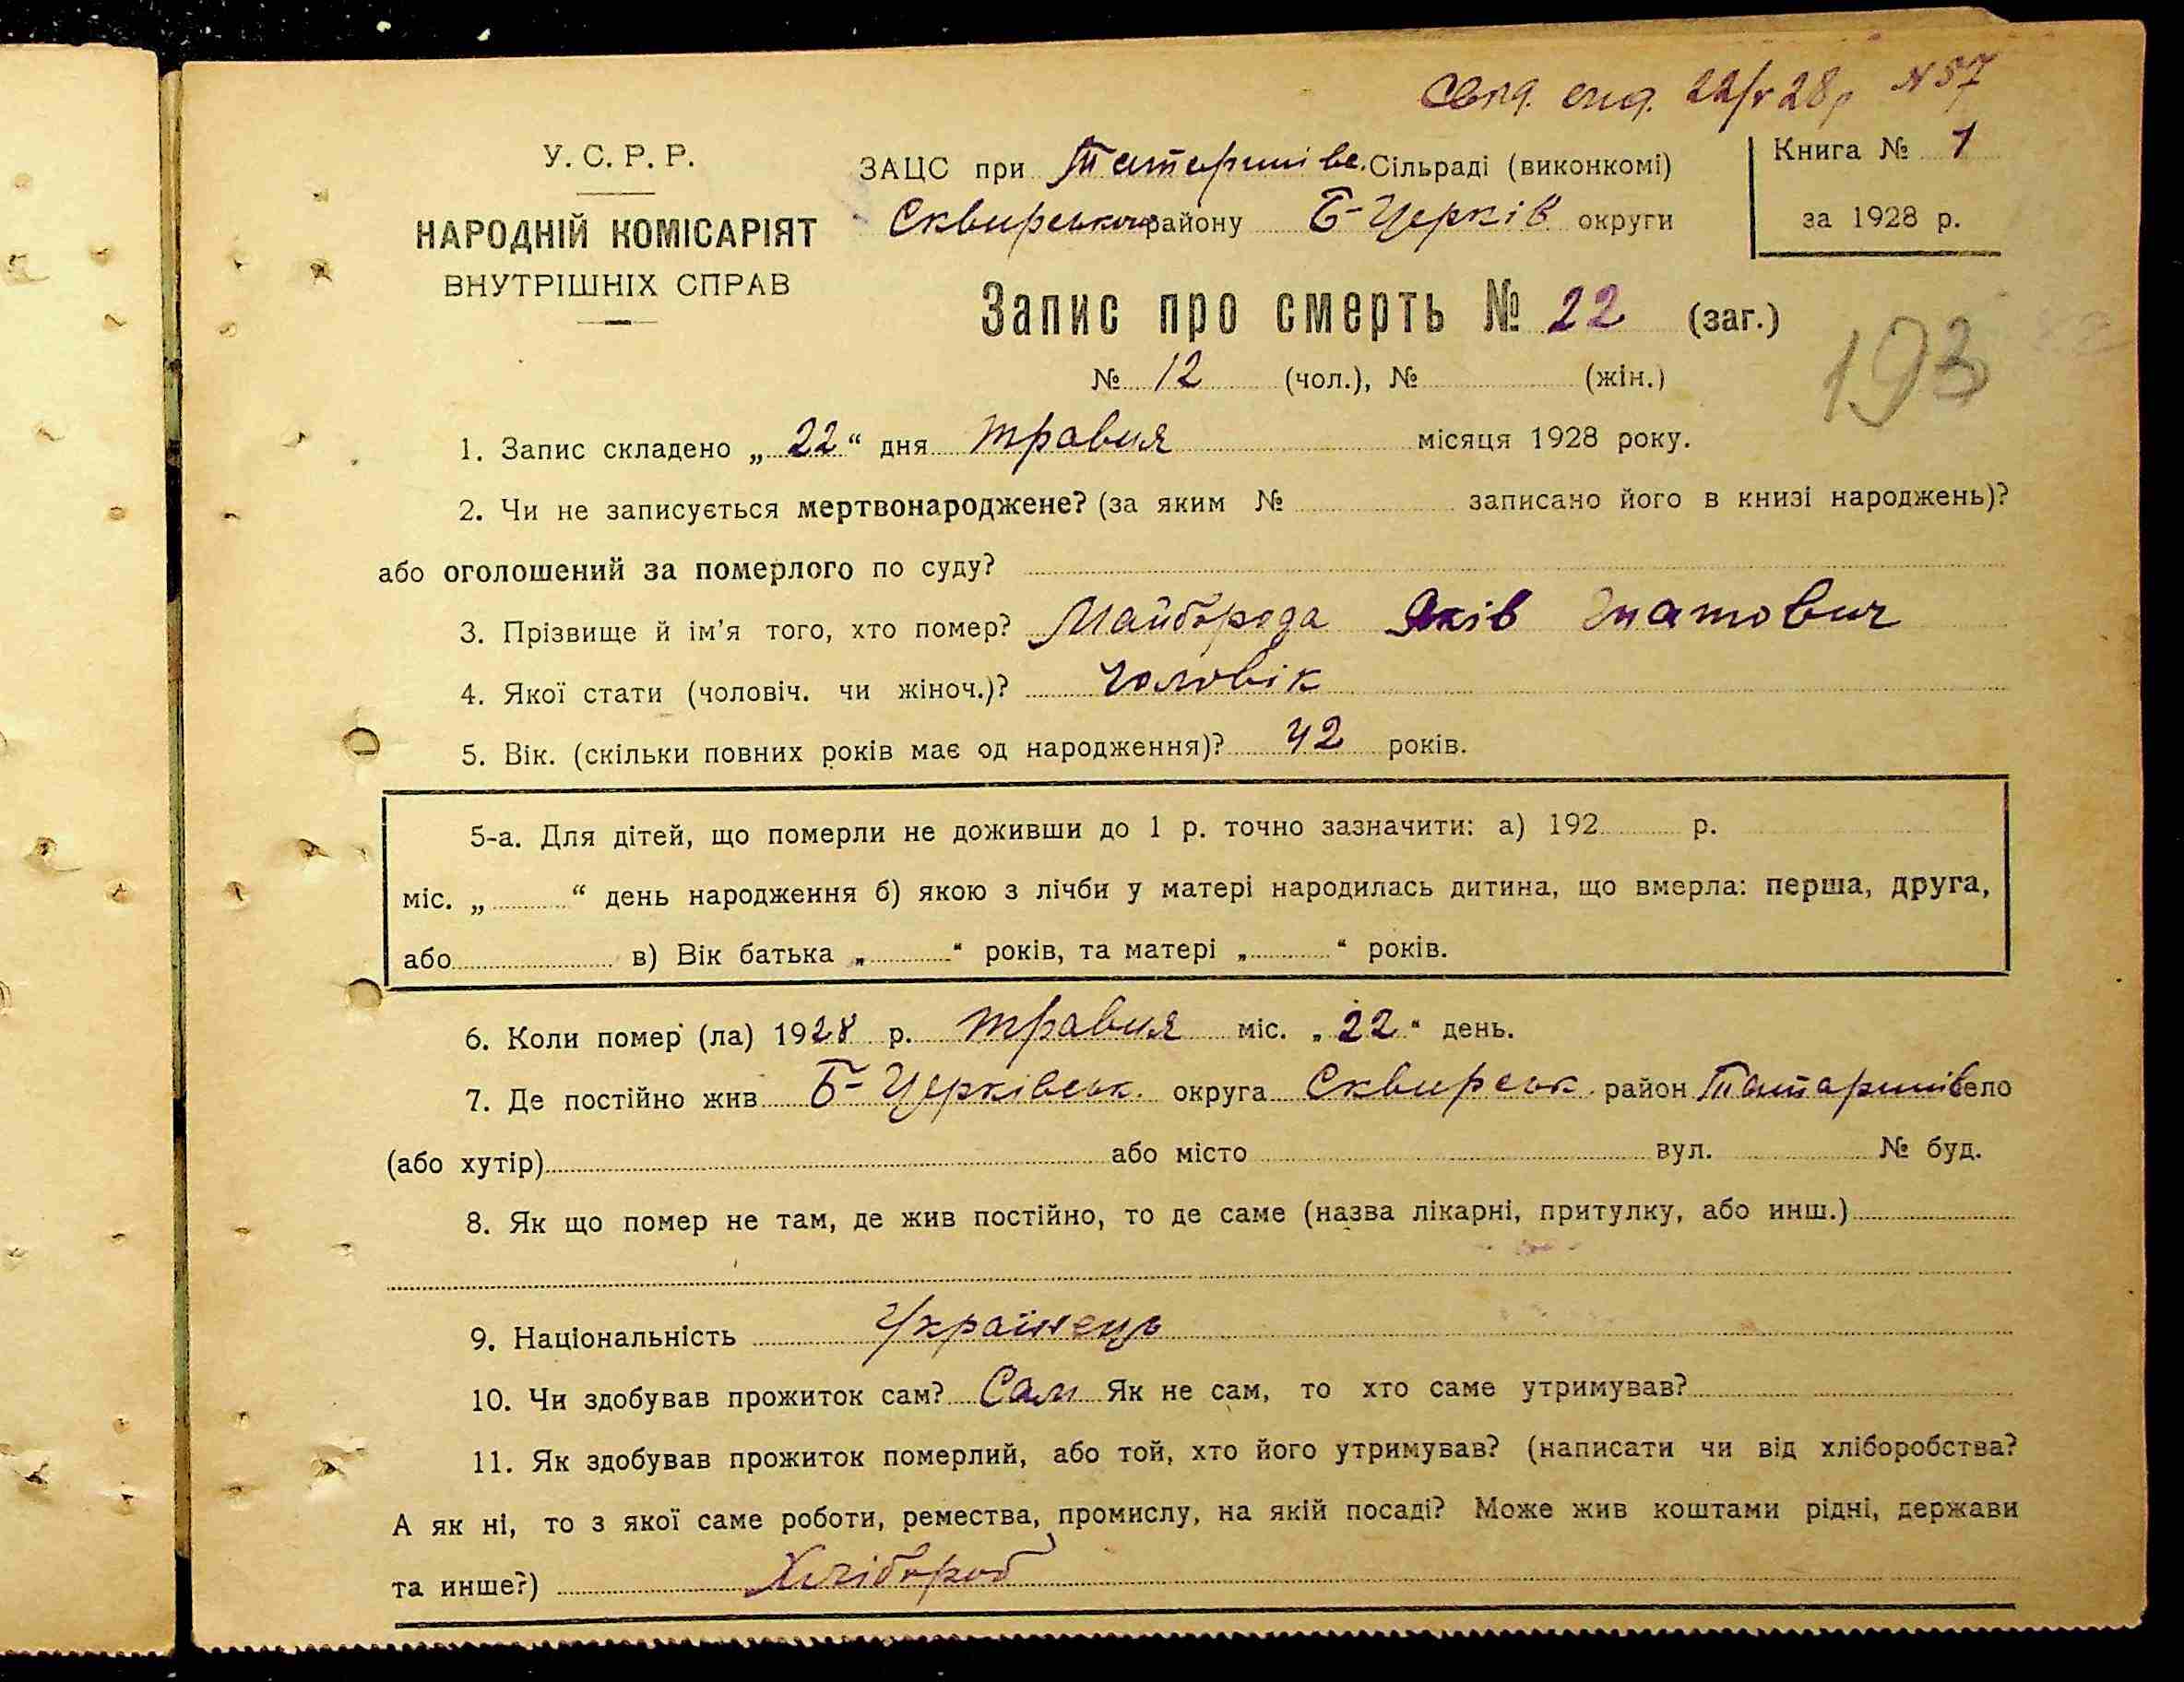 22/V 28р N 57
У. С. Р. Р.
НАРОДНІЙ КОМІСАРІЯТ
ВНУТРІШНІХ СПРАВ
ЗАЦС при Татаринівс. Сільраді (виконкомі)
Сквирського району Б-Церків округи
Книга № 1
за 1928 р.
Запис про смерть № 22 (заг.)
№ 12 (чол.), № (жін.)
193
1. Запис складено „22“ дня травня місяця 1928 року.
2. Чи не записується мертвонароджене? (за яким № записано його в книзі народжень)?
або оголошений за померлого по суду?
3. Прізвище й ім’я того, хто помер? Майборода Яків Гнатович
4. Якої стати (чоловіч. чи жіноч.)? Чоловік
5. Вік. (скільки повних років має од народження)? 42 років.
5-а. Для дітей, що померли не доживши до 1 р. точно зазначити: а) 192 р.
міс. „ “ день народження б) якою з лічби у матері народилась дитина, що вмерла: перша, друга,
або в) Вік батька „ “ років, та матері „ “ років.
6. Коли помер (ла) 1928 р. травня міс. „22“ день.
7. Де постійно жив Б-Церківськ. округа Сквирськ. район Татаринів село
(або хутір) або місто вул. № буд.
8. Як що помер не там, де жив постійно, то де саме (назва лікарні, притулку, або инш.)
9. Національність Українець
10. Чи здобував прожиток сам? Сам Як не сам, то хто саме утримував?
11. Як здобував прожиток померлий, або той, хто його утримував? (написати чи від хліборобства?
А як ні, то з якої саме роботи, ремества, промислу, на якій посаді? Може жив коштами рідні, держави
та инше?) Хлібороб